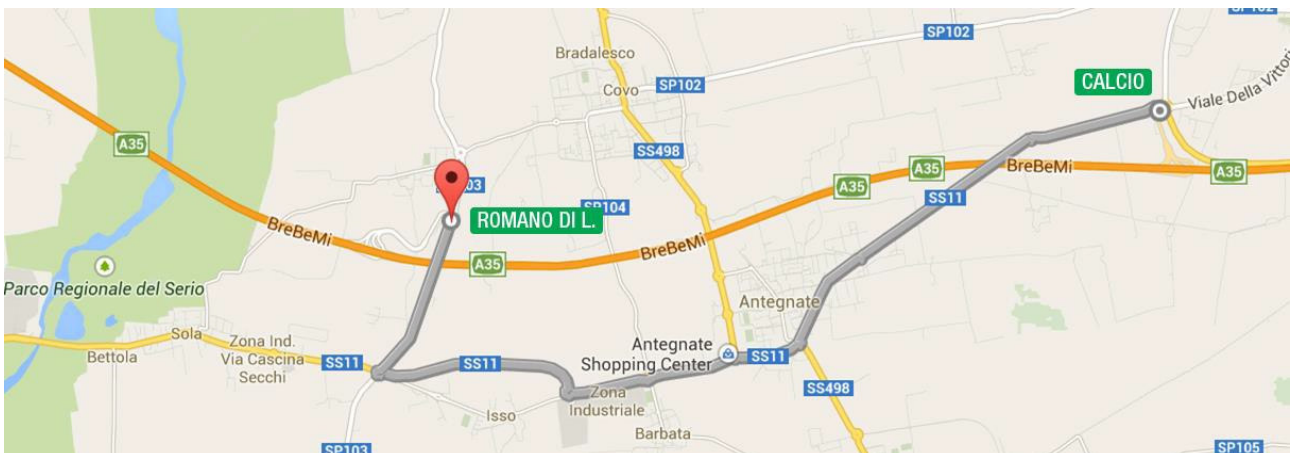 SP102
SP102
Bradalesco
CALCIO
Viale Della Vittori
Covo
SP102
A35
SS498
A35
BreBeMi
A35
SS11
A35
SP104
ROMANO DI L.
BreBeMi
BreBeMi
A35
Parco Regionale del Serio
Antegnate
Sola
Bettola
Zona Ind.
Via Cascina
Secchi
SS11
SS11
Antegnate
Shopping Center
SS11
SS498
Isso
Zona
Industriale
Barbata
SP103
SP105